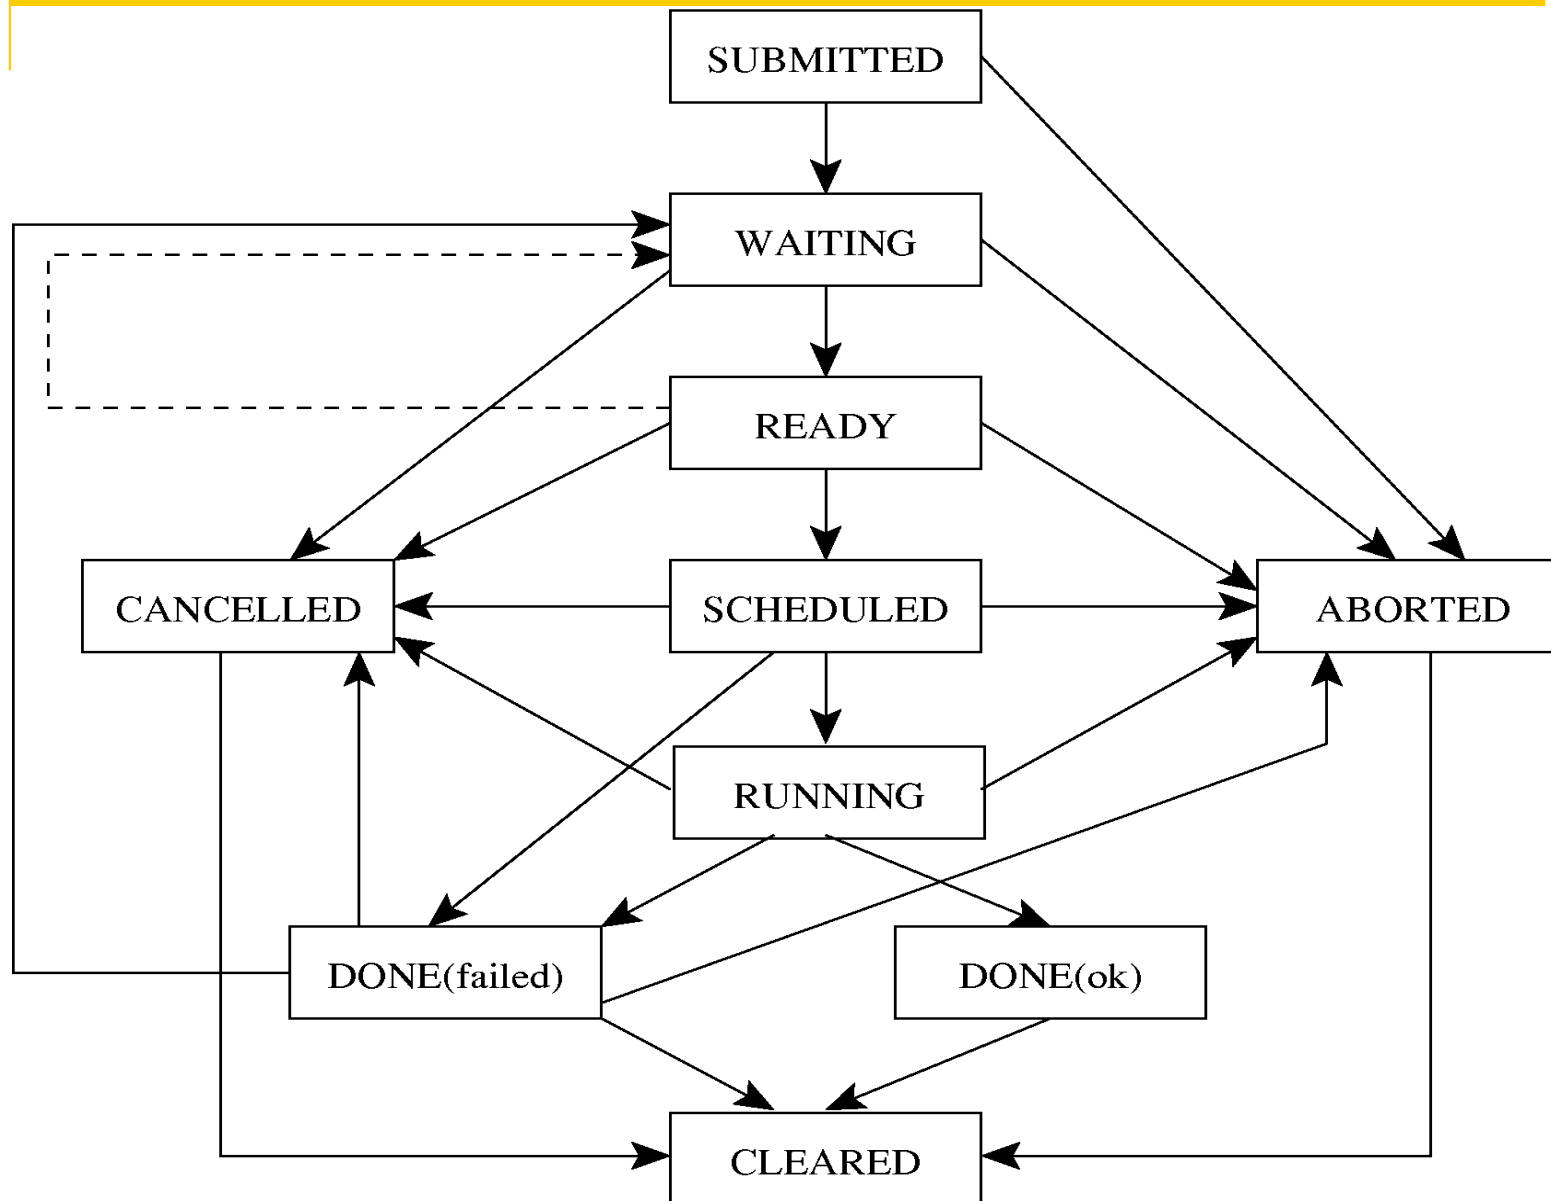 SUBMITTED
WAITING
READY
CANCELLED
SCHEDULED
ABORTED
RUNNING
DONE(failed)
DONE(ok)
CLEARED